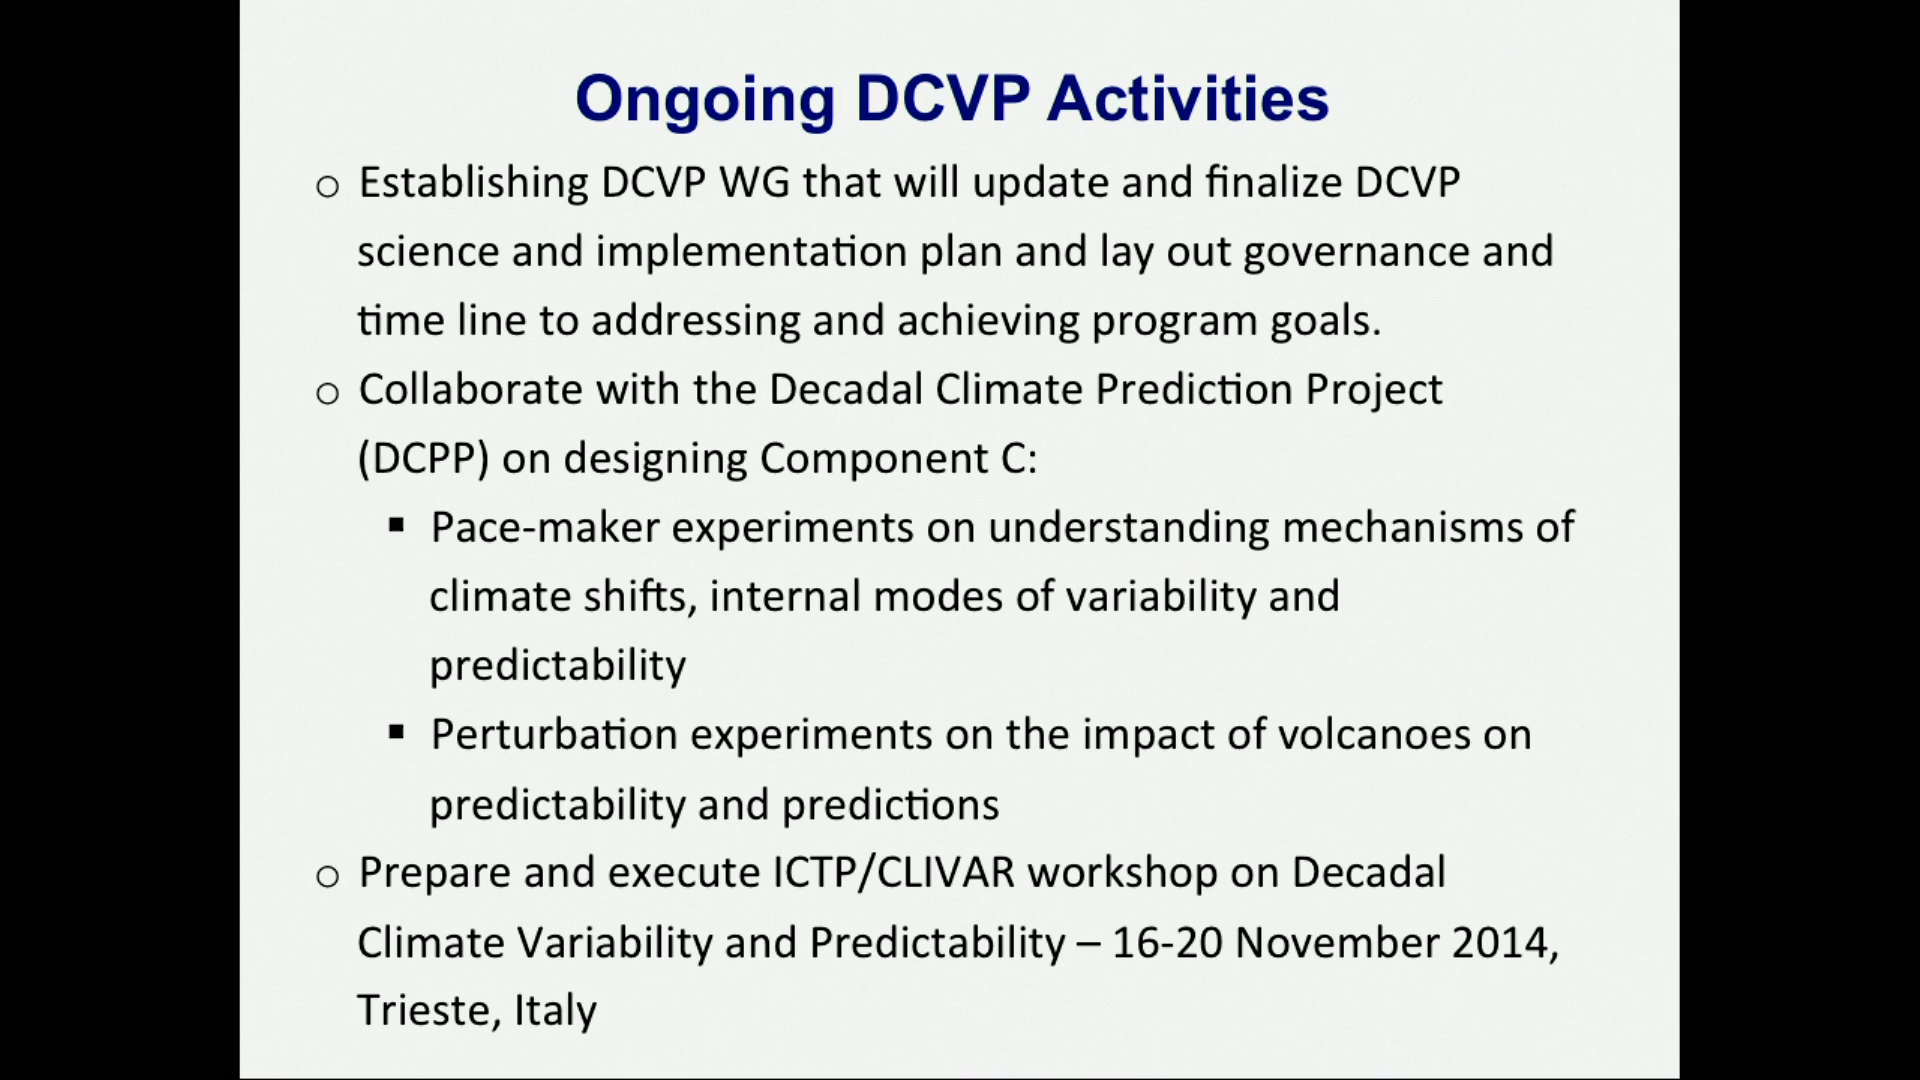 Ongoing DCVP Activities
○ Establishing DCVP WG that will update and finalize DCVP
science and implementation plan and lay out governance and
time line to addressing and achieving program goals.
○ Collaborate with the Decadal Climate Prediction Project
(DCPP) on designing Component C:
▪ Pace-maker experiments on understanding mechanisms of
climate shifts, internal modes of variability and
predictability
▪ Perturbation experiments on the impact of volcanoes on
predictability and predictions
○ Prepare and execute ICTP/CLIVAR workshop on Decadal
Climate Variability and Predictability – 16-20 November 2014,
Trieste, Italy